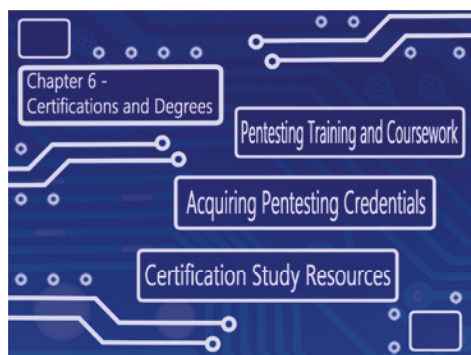 Chapter 6 -
Certifications and Degrees
Pentesting Training and Coursework
Acquiring Pentesting Credentials
Certification Study Resources